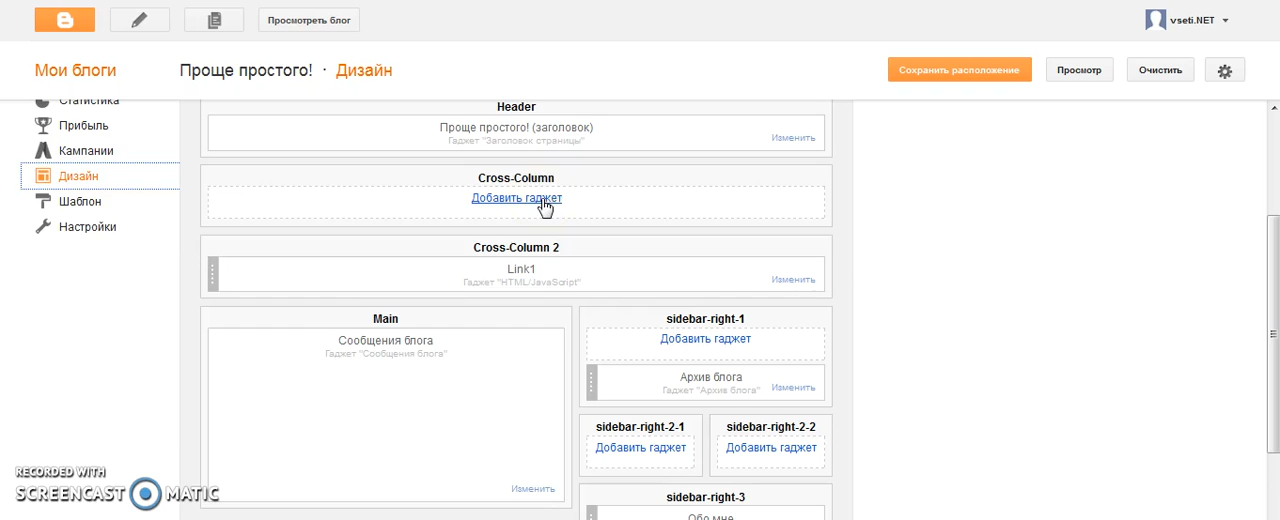 Просмотреть блог
vseti.NET
Мои блоги
Проще простого! · Дизайн
Сохранить расположение
Просмотр
Очистить
Статистика
Прибыль
Кампании
Дизайн
Шаблон
Настройки
Header
Проще простого! (заголовок)
Гаджет "Заголовок страницы"
Изменить
Cross-Column
Добавить гаджет
Cross-Column 2
Link1
Гаджет "HTML/JavaScript"
Изменить
Main
Сообщения блога
Гаджет "Сообщения блога"
Изменить
sidebar-right-1
Добавить гаджет
Архив блога
Гаджет "Архив блога"
Изменить
sidebar-right-2-1
Добавить гаджет
sidebar-right-2-2
Добавить гаджет
sidebar-right-3
Обо мне
RECORDED WITH
SCREENCAST MATIC